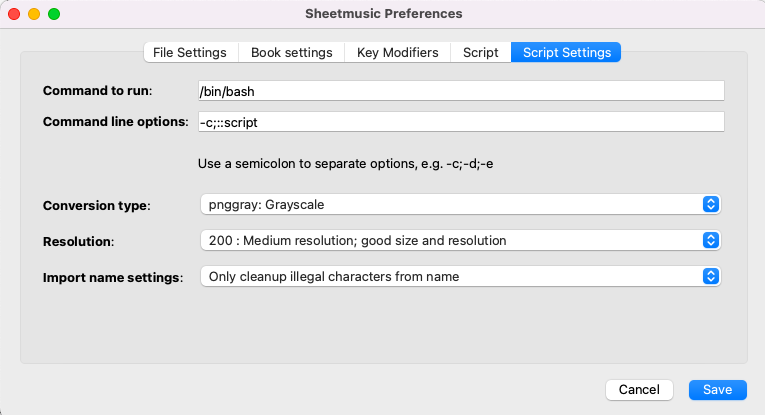 Sheetmusic Preferences
File Settings Book settings Key Modifiers Script Script Settings
Command to run: /bin/bash
Command line options: -c;::script
Use a semicolon to separate options, e.g. -c;-d;-e
Conversion type: pnggray: Grayscale
Resolution: 200 : Medium resolution; good size and resolution
Import name settings: Only cleanup illegal characters from name
Cancel Save